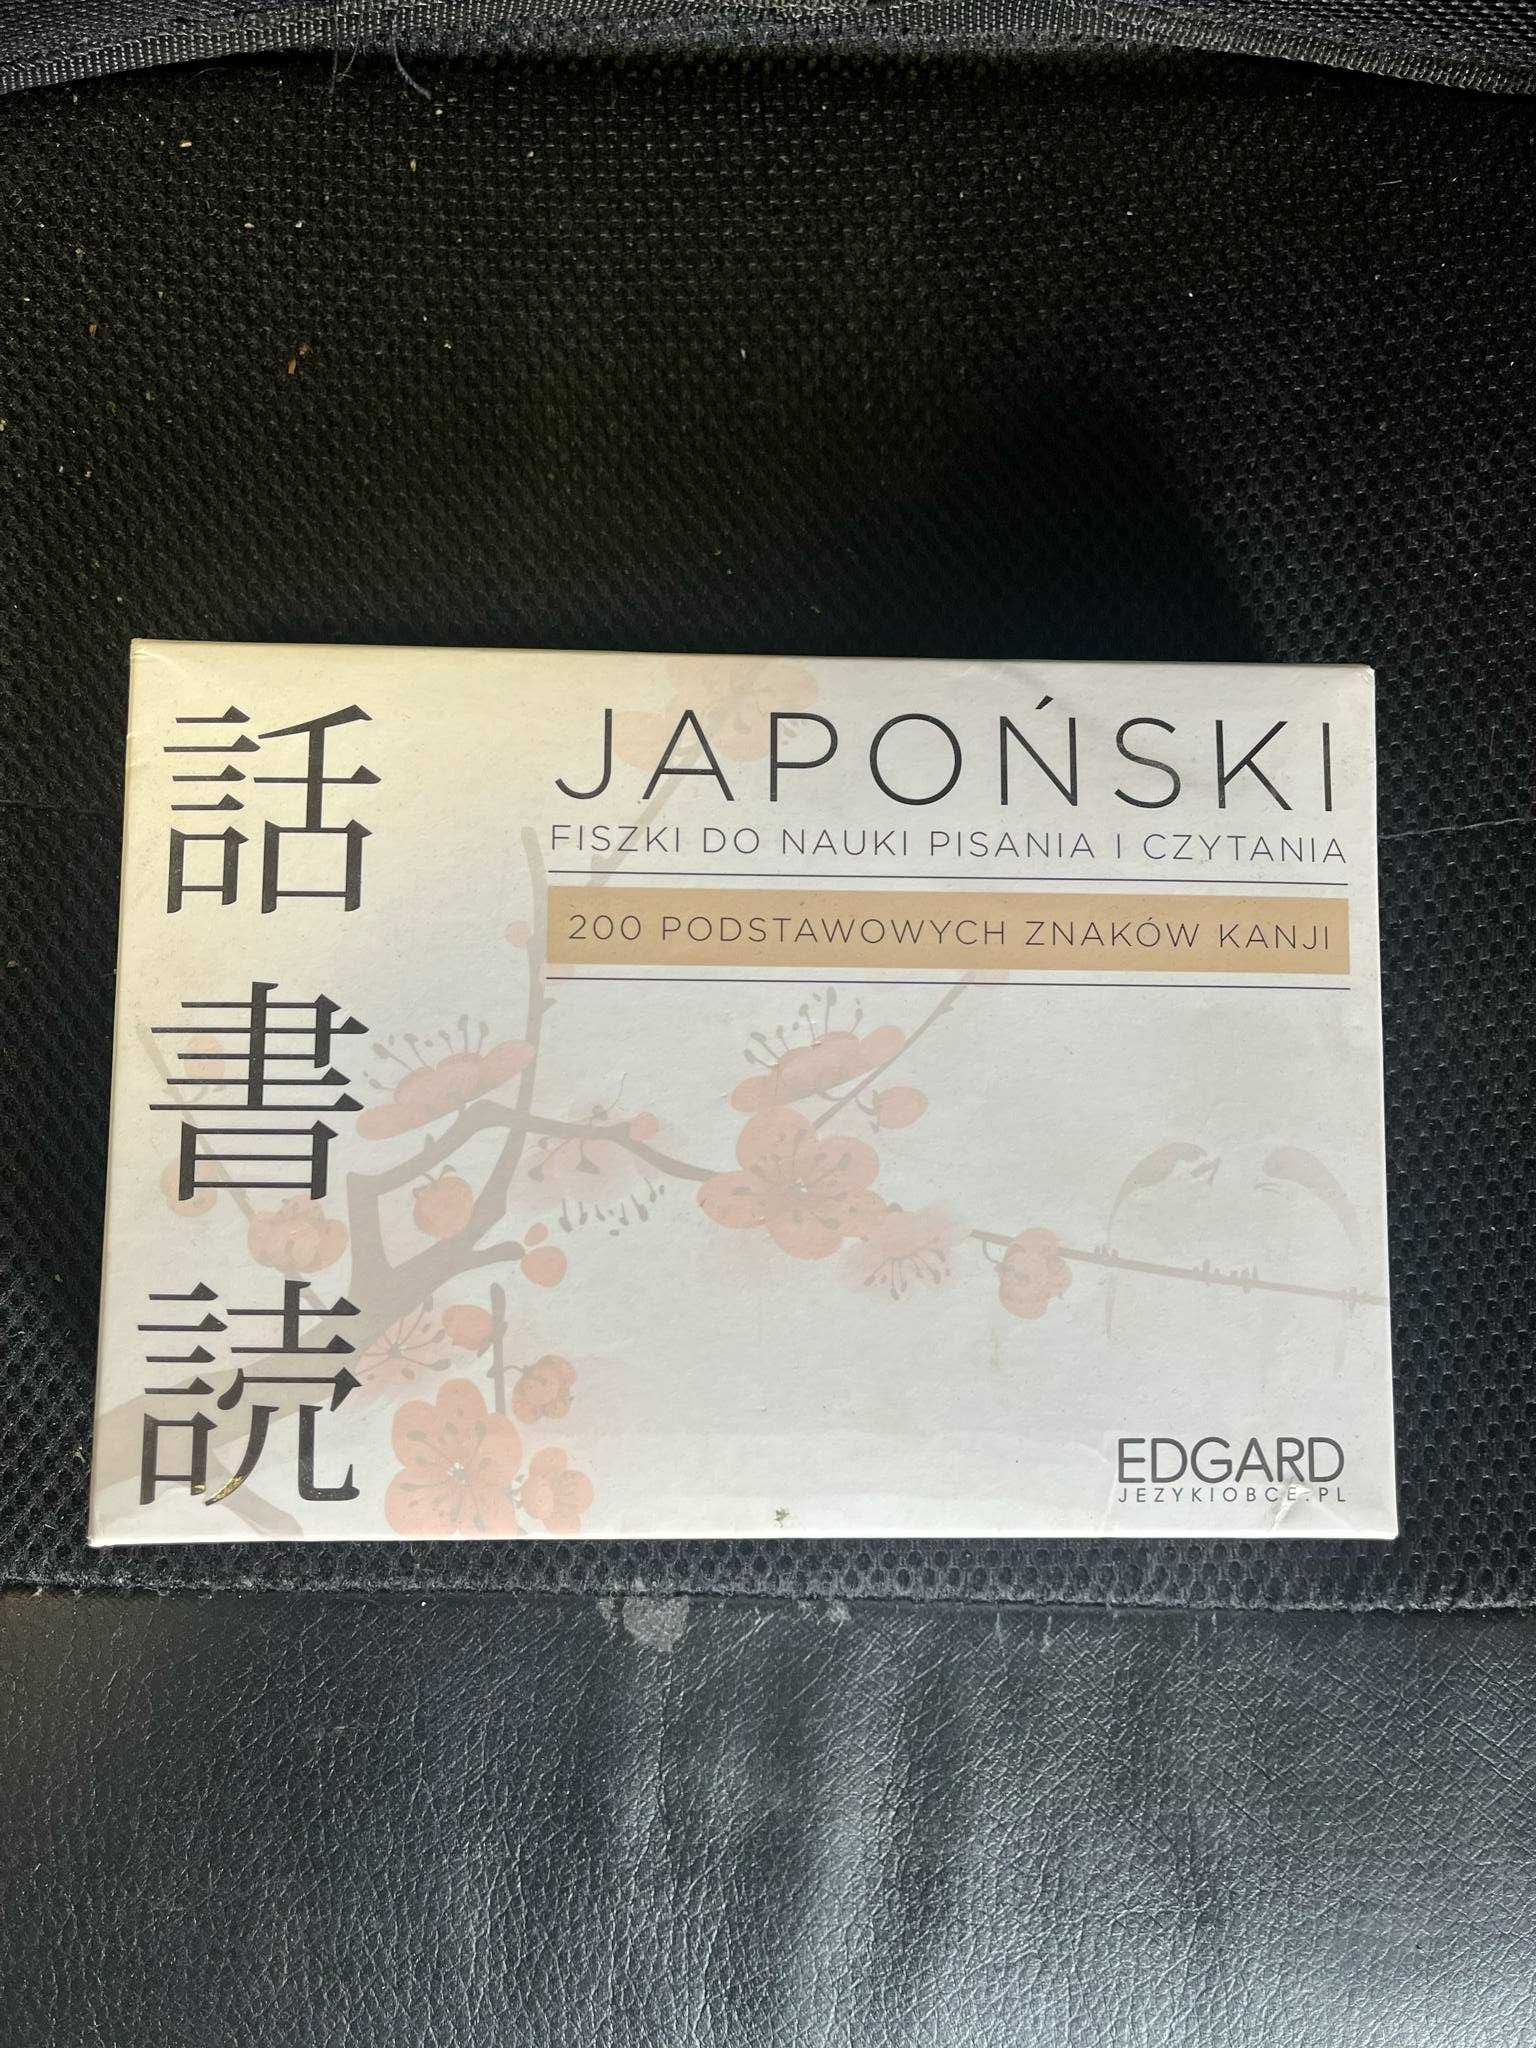 話
書
読
JAPOŃSKI
FISZKI DO NAUKI PISANIA I CZYTANIA
200 PODSTAWOWYCH ZNAKÓW KANJI
EDGARD
JEZYKIOBCE.PL